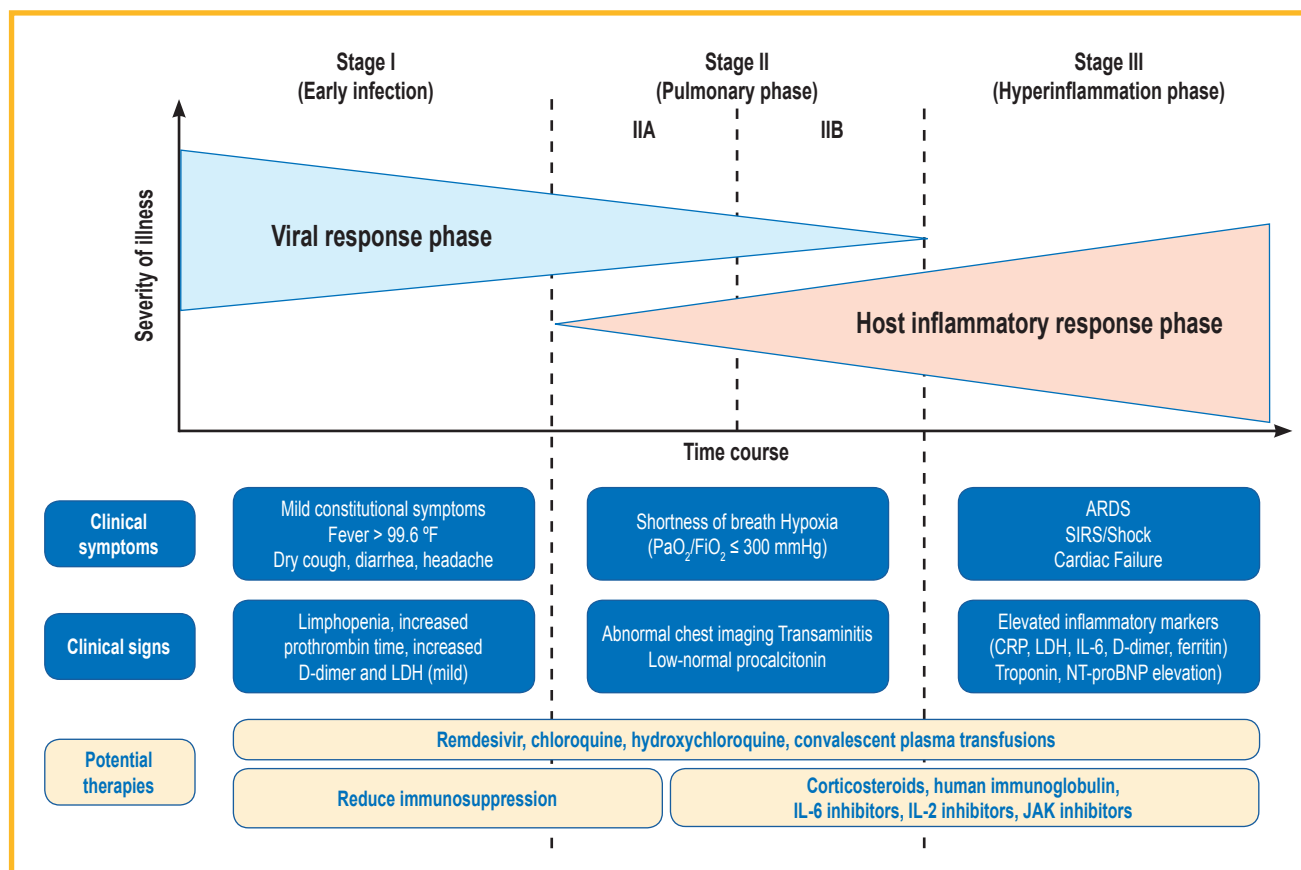 Stage I
(Early infection)
Stage II
(Pulmonary phase)
Stage III
(Hyperinflammation phase)
IIA
IIB
Severity of illness
Viral response phase
Host inflammatory response phase
Time course
Clinical
symptoms
Mild constitutional symptoms
Fever > 99.6 ºF
Dry cough, diarrhea, headache
Shortness of breath Hypoxia
(PaO₂/FiO₂ ≤ 300 mmHg)
ARDS
SIRS/Shock
Cardiac Failure
Clinical signs
Limphopenia, increased
prothrombin time, increased
D-dimer and LDH (mild)
Abnormal chest imaging Transaminitis
Low-normal procalcitonin
Elevated inflammatory markers
(CRP, LDH, IL-6, D-dimer, ferritin)
Troponin, NT-proBNP elevation)
Potential
therapies
Remdesivir, chloroquine, hydroxychloroquine, convalescent plasma transfusions
Reduce immunosuppression
Corticosteroids, human immunoglobulin,
IL-6 inhibitors, IL-2 inhibitors, JAK inhibitors